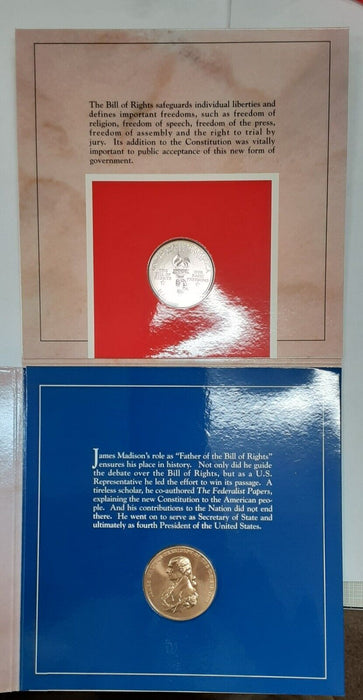 The Bill of Rights safeguards individual liberties and
defines important freedoms, such as freedom of
religion, freedom of speech, freedom of the press,
freedom of assembly and the right to trial by
jury. Its addition to the Constitution was vitally
important to public acceptance of this new form of
government.
James Madison's role as "Father of the Bill of Rights"
ensures his place in history. Not only did he guide
the debate over the Bill of Rights, but as a U.S.
Representative he led the effort to win its passage. A
tireless scholar, he co-authored The Federalist Papers,
explaining the new Constitution to the American peo-
ple. And his contributions to the Nation did not end
there. He went on to serve as Secretary of State and
ultimately as fourth President of the United States.